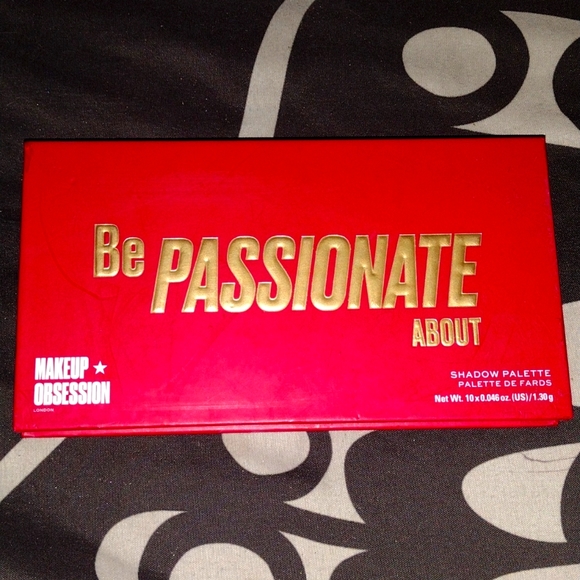 Be PASSIONATE
ABOUT
MAKEUP ★
OBSESSION
LONDON
SHADOW PALETTE
PALETTE DE FARDS
Net Wt. 10 x 0.046 oz. (US) / 1.30 g